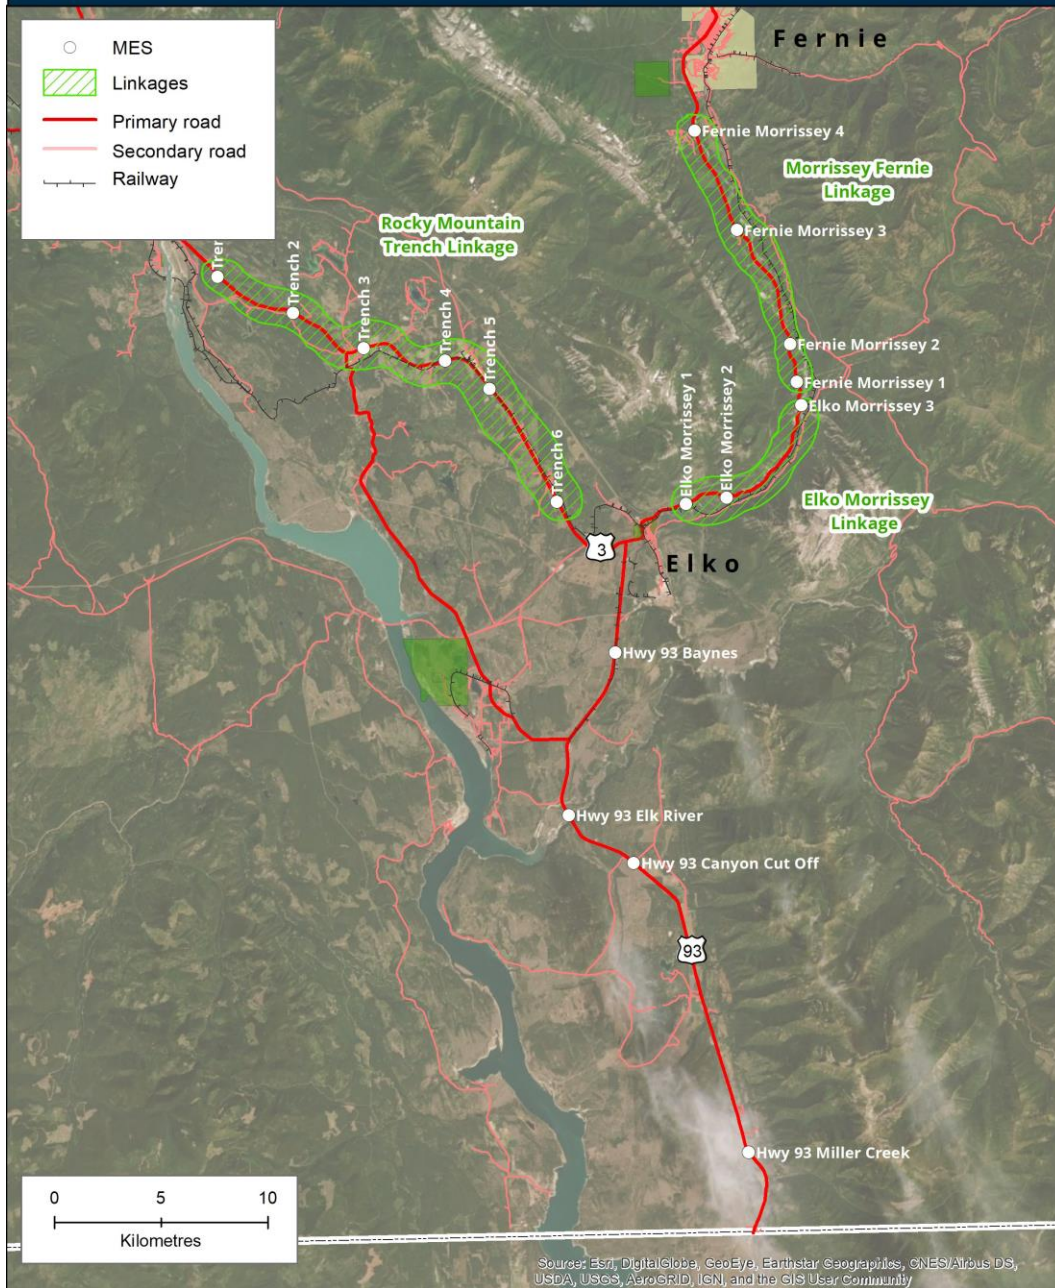 MES
Linkages
Primary road
Secondary road
Railway
Fernie
Fernie Morrissey 4
Morrissey Fernie
Linkage
Rocky Mountain
Trench Linkage
Fernie Morrissey 3
Trench 2
Trench 3
Trench 4
Trench 5
Fernie Morrissey 2
Fernie Morrissey 1
Elko Morrissey 3
Trench 6
Elko Morrissey 1
Elko Morrissey 2
Elko Morrissey
Linkage
3
Elko
Hwy 93 Baynes
Hwy 93 Elk River
Hwy 93 Canyon Cut Off
93
Hwy 93 Miller Creek
0 5 10
Kilometres
Source: Esri, DigitalGlobe, GeoEye, Earthstar Geographics, CNES/Airbus DS,
USDA, USGS, AeroGRID, IGN, and the GIS User Community